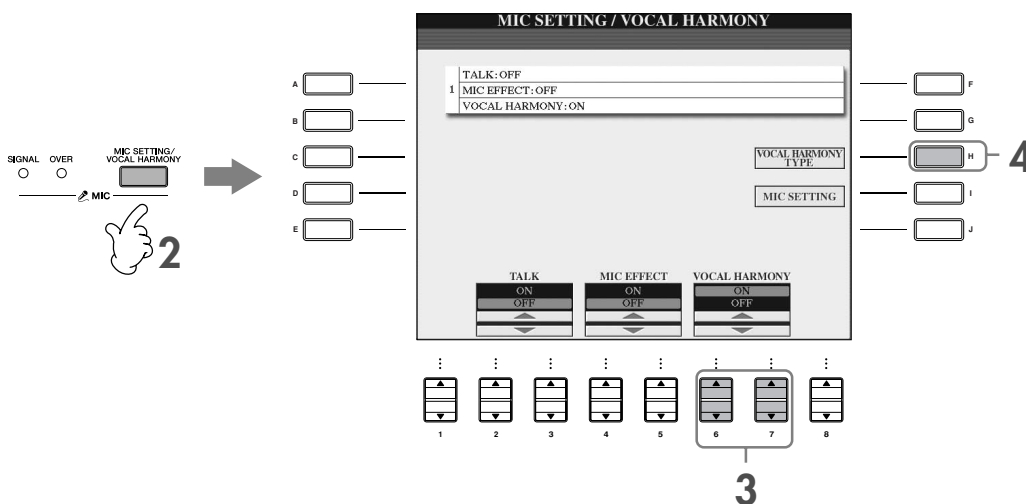 MIC SETTING / VOCAL HARMONY
TALK:OFF
1 MIC EFFECT:OFF
VOCAL HARMONY:ON
A
B
C
D
E
F
G
H
I
J
4
SIGNAL OVER
MIC SETTING/
VOCAL HARMONY
MIC
2
VOCAL HARMONY
TYPE
MIC SETTING
TALK MIC EFFECT VOCAL HARMONY
ON ON ON
OFF OFF OFF
1 2 3 4 5 6 7 8
3